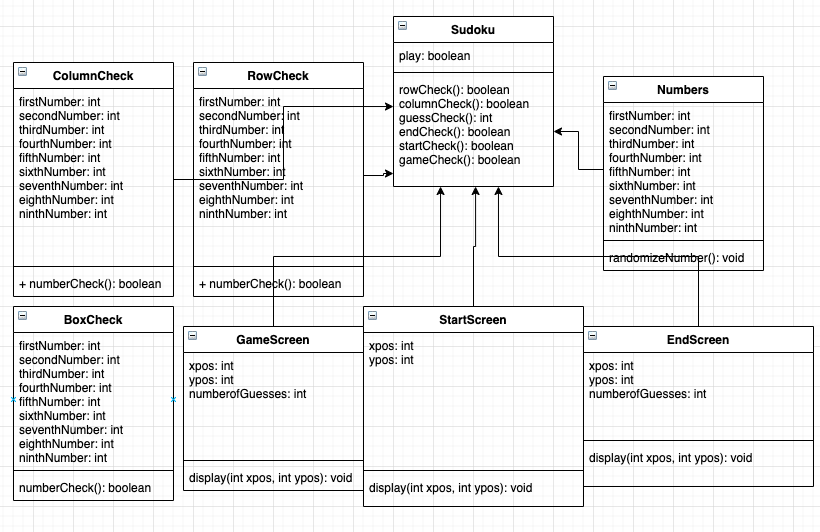 Sudoku
play: boolean
rowCheck(): boolean
columnCheck(): boolean
guessCheck(): int
endCheck(): boolean
startCheck(): boolean
gameCheck(): boolean
ColumnCheck
firstNumber: int
secondNumber: int
thirdNumber: int
fourthNumber: int
fifthNumber: int
sixthNumber: int
seventhNumber: int
eighthNumber: int
ninthNumber: int
+ numberCheck(): boolean
RowCheck
firstNumber: int
secondNumber: int
thirdNumber: int
fourthNumber: int
fifthNumber: int
sixthNumber: int
seventhNumber: int
eighthNumber: int
ninthNumber: int
+ numberCheck(): boolean
Numbers
firstNumber: int
secondNumber: int
thirdNumber: int
fourthNumber: int
fifthNumber: int
sixthNumber: int
seventhNumber: int
eighthNumber: int
ninthNumber: int
randomizeNumber(): void
BoxCheck
firstNumber: int
secondNumber: int
thirdNumber: int
fourthNumber: int
fifthNumber: int
sixthNumber: int
seventhNumber: int
eighthNumber: int
ninthNumber: int
numberCheck(): boolean
GameScreen
xpos: int
ypos: int
numberofGuesses: int
display(int xpos, int ypos): void
StartScreen
xpos: int
ypos: int
display(int xpos, int ypos): void
EndScreen
xpos: int
ypos: int
numberofGuesses: int
display(int xpos, int ypos): void